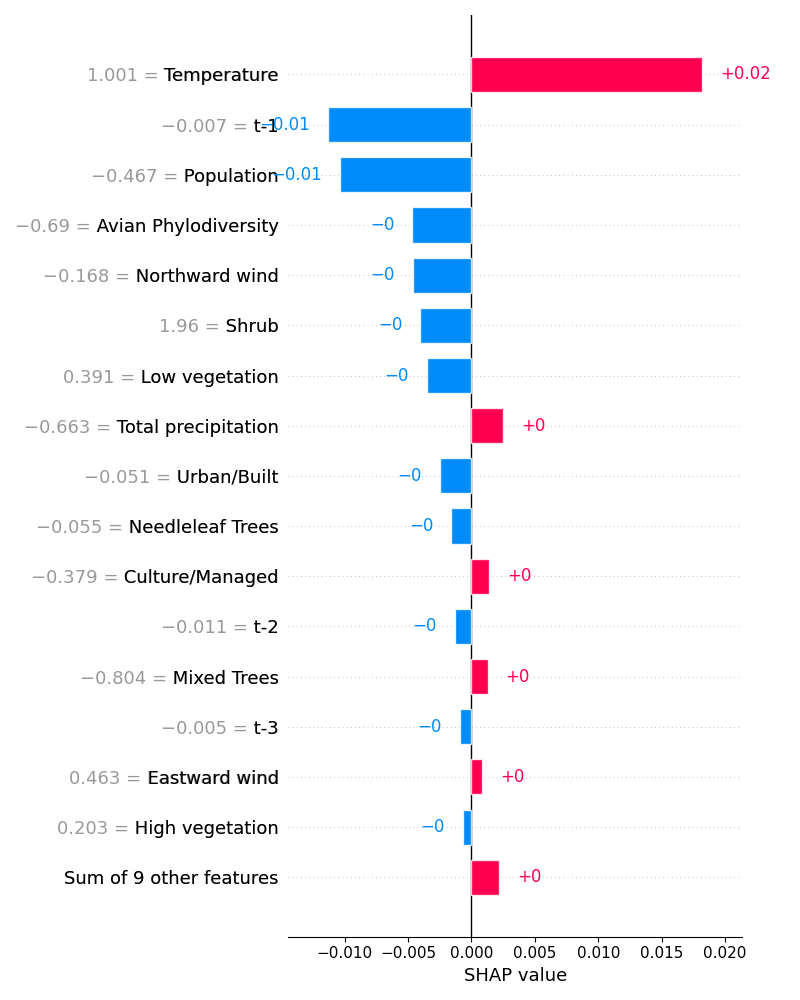 1.001 = Temperature +0.02
−0.007 = t-1 −0.01
−0.467 = Population −0.01
−0.69 = Avian Phylodiversity −0
−0.168 = Northward wind −0
1.96 = Shrub −0
0.391 = Low vegetation −0
−0.663 = Total precipitation +0
−0.051 = Urban/Built −0
−0.055 = Needleleaf Trees −0
−0.379 = Culture/Managed +0
−0.011 = t-2 −0
−0.804 = Mixed Trees +0
−0.005 = t-3 −0
0.463 = Eastward wind +0
0.203 = High vegetation −0
Sum of 9 other features +0
−0.010 −0.005 0.000 0.005 0.010 0.015 0.020
SHAP value